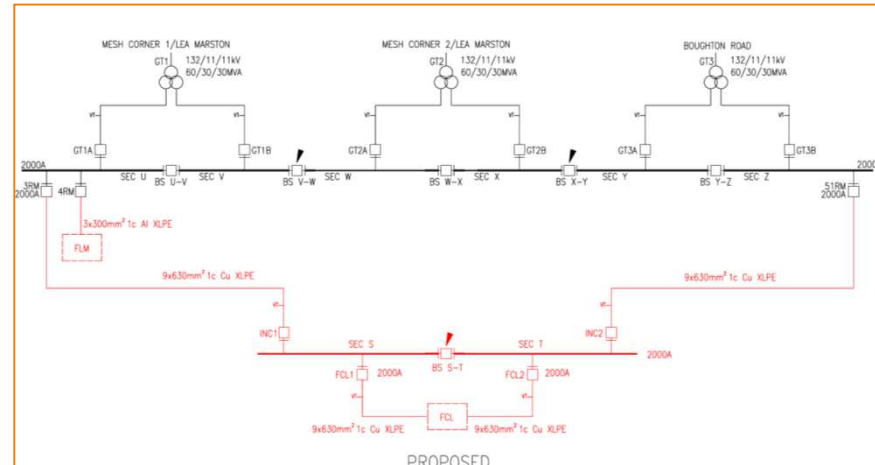 MESH CORNER 1/LEA MARSTON
MESH CORNER 2/LEA MARSTON
BOUGHTON ROAD
GT1
132/11/11kV
60/30/30MVA
GT2
132/11/11kV
60/30/30MVA
GT3
132/11/11kV
60/30/30MVA
GT1A
GT1B
GT2A
GT2B
GT3A
GT3B
2000A
SEC U
BS U-V
SEC V
BS V-W
SEC W
BS W-X
SEC X
BS X-Y
SEC Y
BS Y-Z
SEC Z
2000A
3RM
2000A
4RM
51RM
2000A
3x300mm² 1c Al XLPE
FLM
9x630mm² 1c Cu XLPE
9x630mm² 1c Cu XLPE
INC1
INC2
SEC S
BS S-T
SEC T
2000A
FCL1
2000A
FCL2
2000A
FCL
9x630mm² 1c Cu XLPE
9x630mm² 1c Cu XLPE
PROPOSED